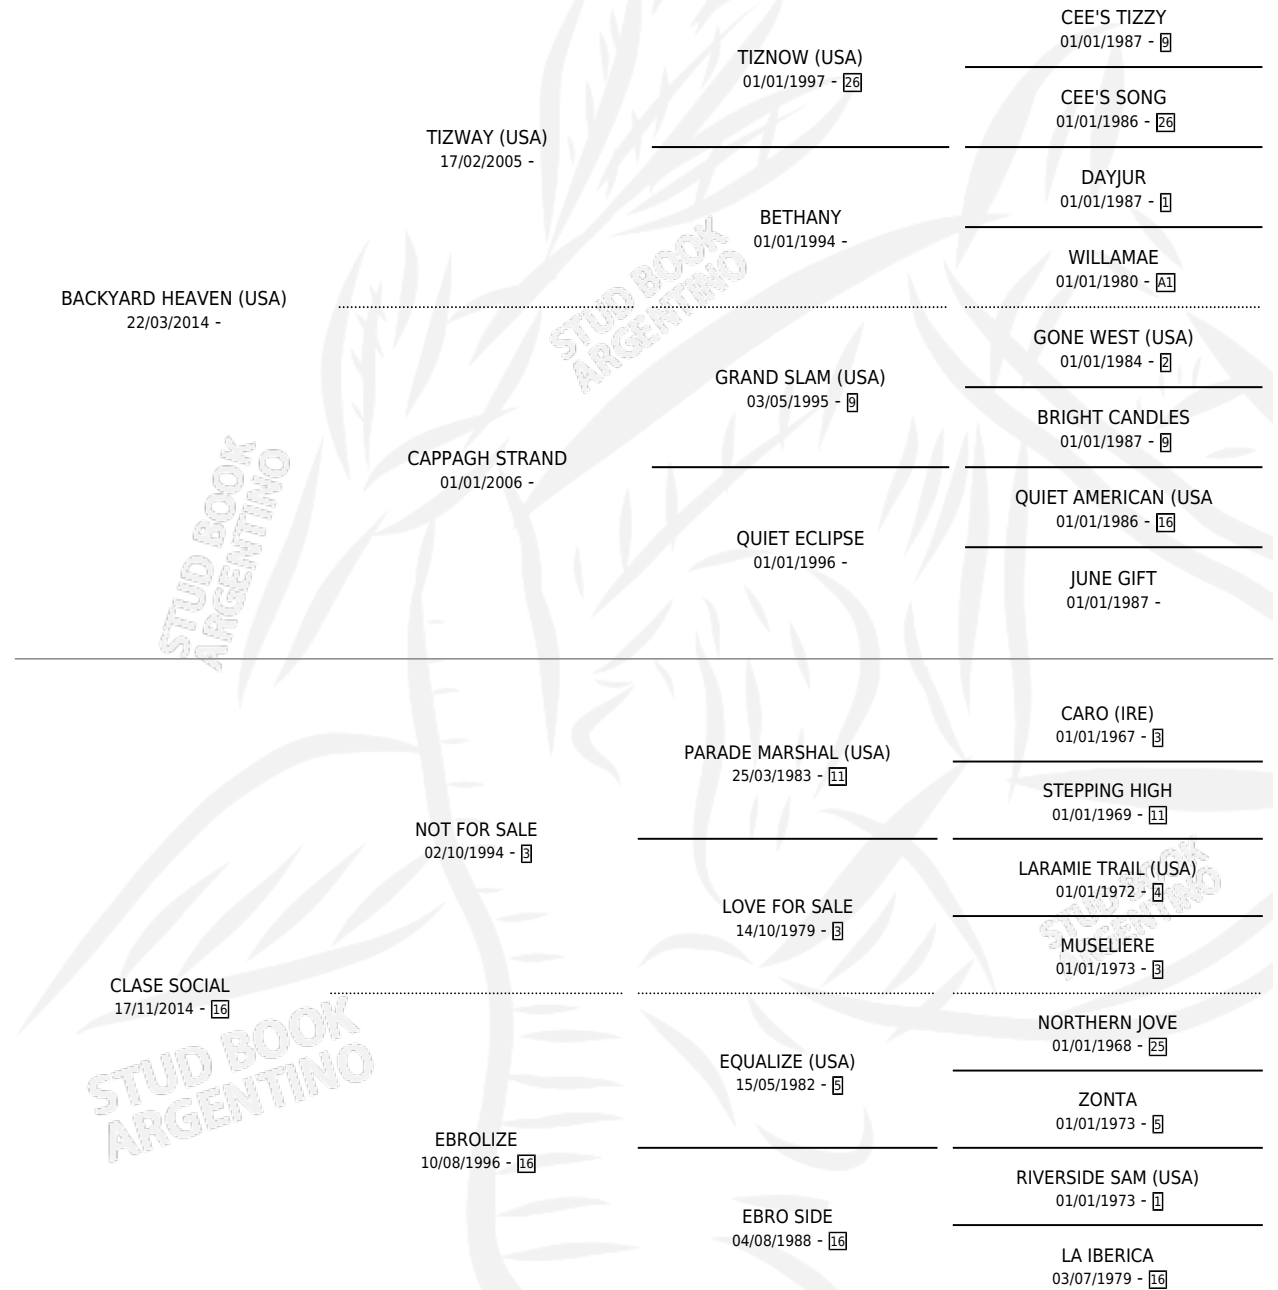 CEE'S TIZZY
01/01/1987 - 9
TIZNOW (USA)
01/01/1997 - 26
CEE'S SONG
01/01/1986 - 26
TIZWAY (USA)
17/02/2005 -
DAYJUR
01/01/1987 - 1
BETHANY
01/01/1994 -
WILLAMAE
01/01/1980 - A1
BACKYARD HEAVEN (USA)
22/03/2014 -
GONE WEST (USA)
01/01/1984 - 2
GRAND SLAM (USA)
03/05/1995 - 9
BRIGHT CANDLES
01/01/1987 - 9
CAPPAGH STRAND
01/01/2006 -
QUIET AMERICAN (USA
01/01/1986 - 16
QUIET ECLIPSE
01/01/1996 -
JUNE GIFT
01/01/1987 -
STUD BOOK
ARGENTINO
STUD BOOK
ARGENTINO
CARO (IRE)
01/01/1967 - 3
PARADE MARSHAL (USA)
25/03/1983 - 11
STEPPING HIGH
01/01/1969 - 11
NOT FOR SALE
02/10/1994 - 3
LARAMIE TRAIL (USA)
01/01/1972 - 4
LOVE FOR SALE
14/10/1979 - 3
MUSELIERE
01/01/1973 - 3
CLASE SOCIAL
17/11/2014 - 16
NORTHERN JOVE
01/01/1968 - 25
EQUALIZE (USA)
15/05/1982 - 5
ZONTA
01/01/1973 - 5
EBROLIZE
10/08/1996 - 16
RIVERSIDE SAM (USA)
01/01/1973 - 1
EBRO SIDE
04/08/1988 - 16
LA IBERICA
03/07/1979 - 16
STUD BOOK
ARGENTINO
STUD BOOK
ARGENTINO